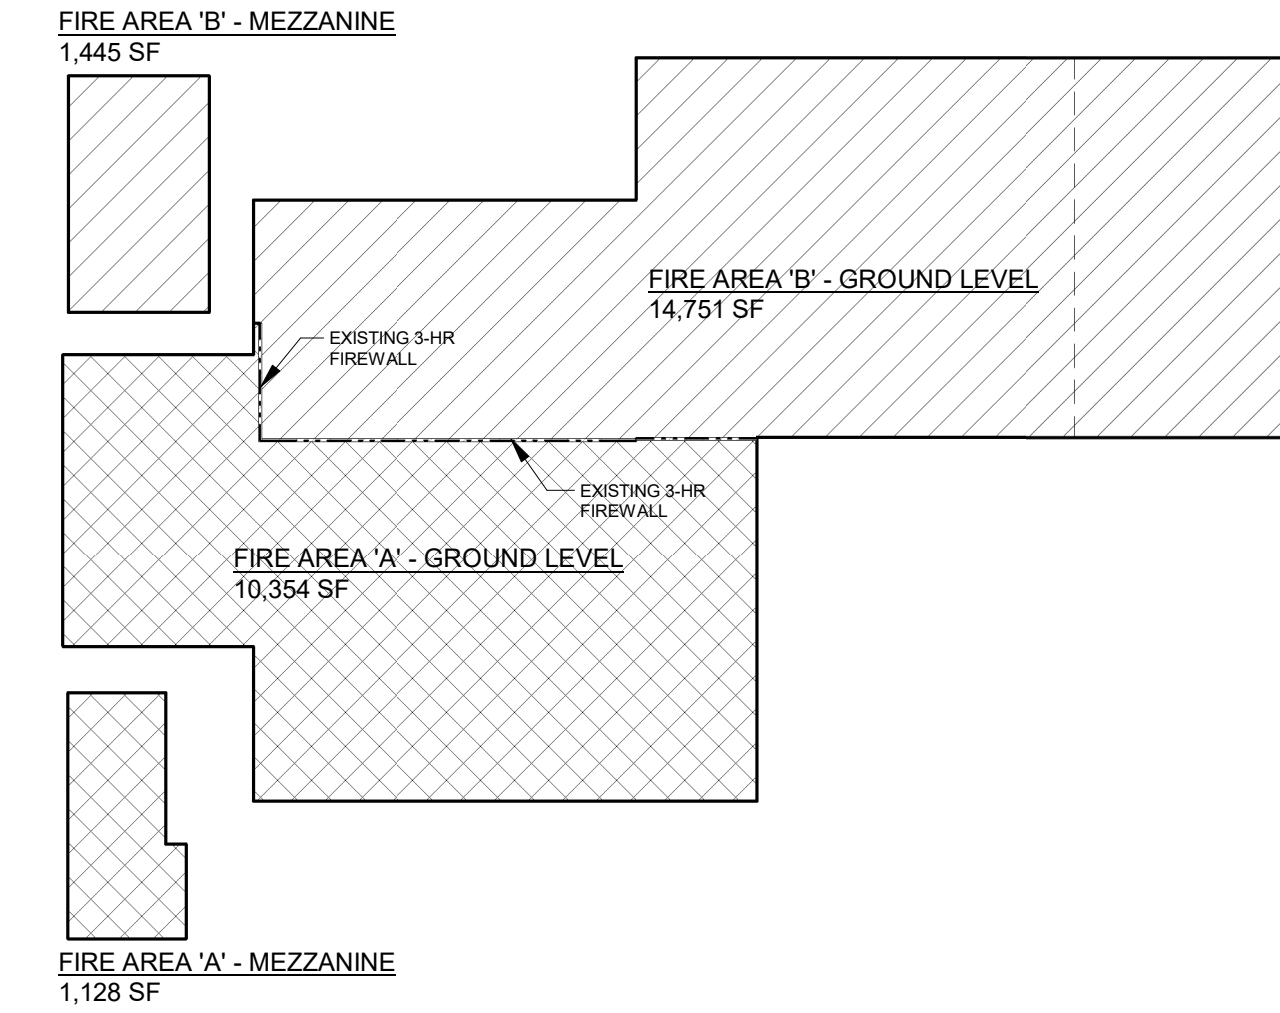 FIRE AREA 'B' - MEZZANINE
1,445 SF
FIRE AREA 'B' - GROUND LEVEL
14,751 SF
EXISTING 3-HR
FIREWALL
EXISTING 3-HR
FIREWALL
FIRE AREA 'A' - GROUND LEVEL
10,354 SF
FIRE AREA 'A' - MEZZANINE
1,128 SF